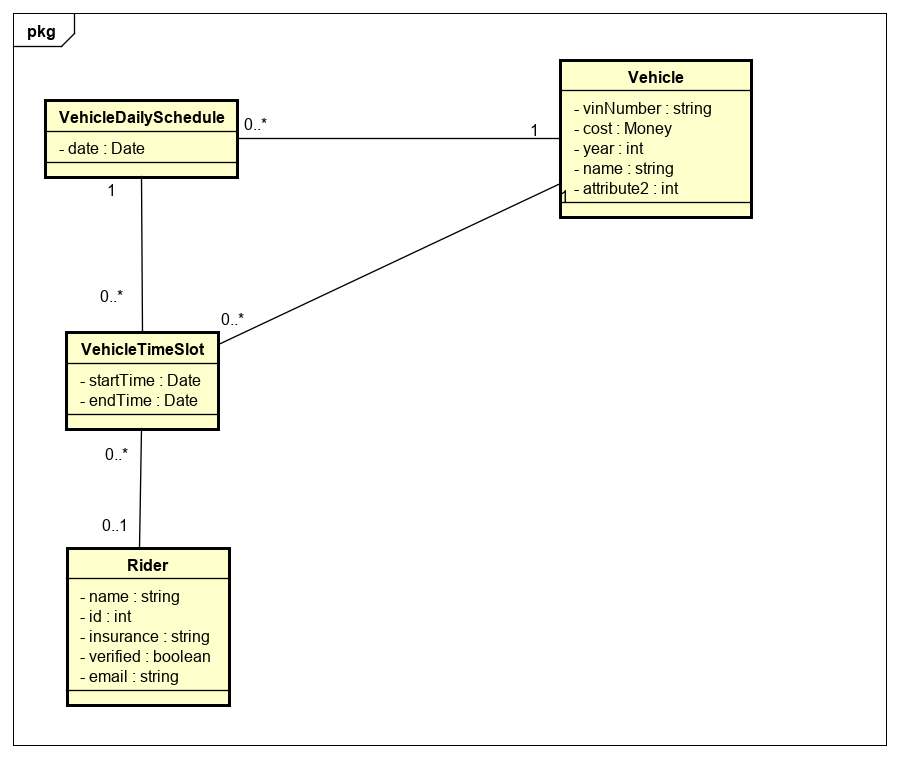 pkg
VehicleDailySchedule
- date : Date
0..*
1
Vehicle
- vinNumber : string
- cost : Money
- year : int
- name : string
- attribute2 : int
1
1
0..*
0..*
VehicleTimeSlot
- startTime : Date
- endTime : Date
0..*
0..1
Rider
- name : string
- id : int
- insurance : string
- verified : boolean
- email : string